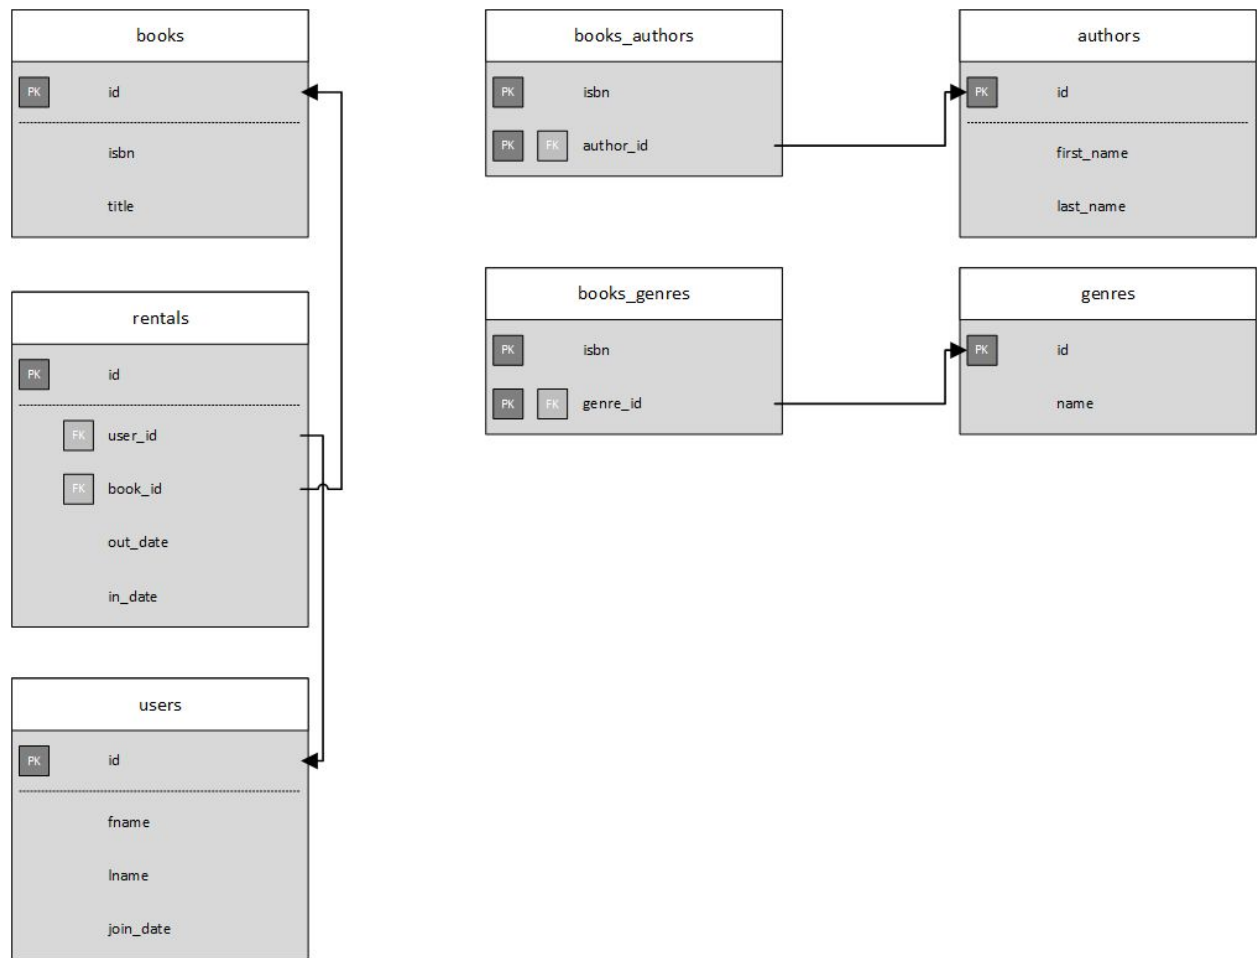 books
PK id
isbn
title
rentals
PK id
FK user_id
FK book_id
out_date
in_date
users
PK id
fname
lname
join_date
books_authors
PK isbn
PK FK author_id
books_genres
PK isbn
PK FK genre_id
authors
PK id
first_name
last_name
genres
PK id
name